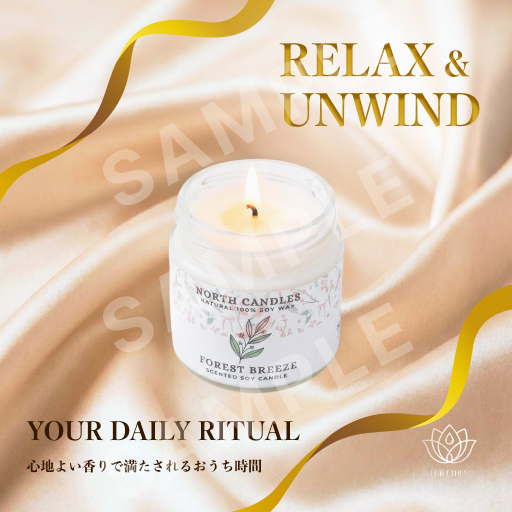 RELAX &
UNWIND
SAMPLE
SAMPLE
SAMPLE
NORTH CANDLES
NATURAL 100% SOY WAX
FOREST BREEZE
SCENTED SOY CANDLE
YOUR DAILY RITUAL
心地よい香りで満たされるおうち時間